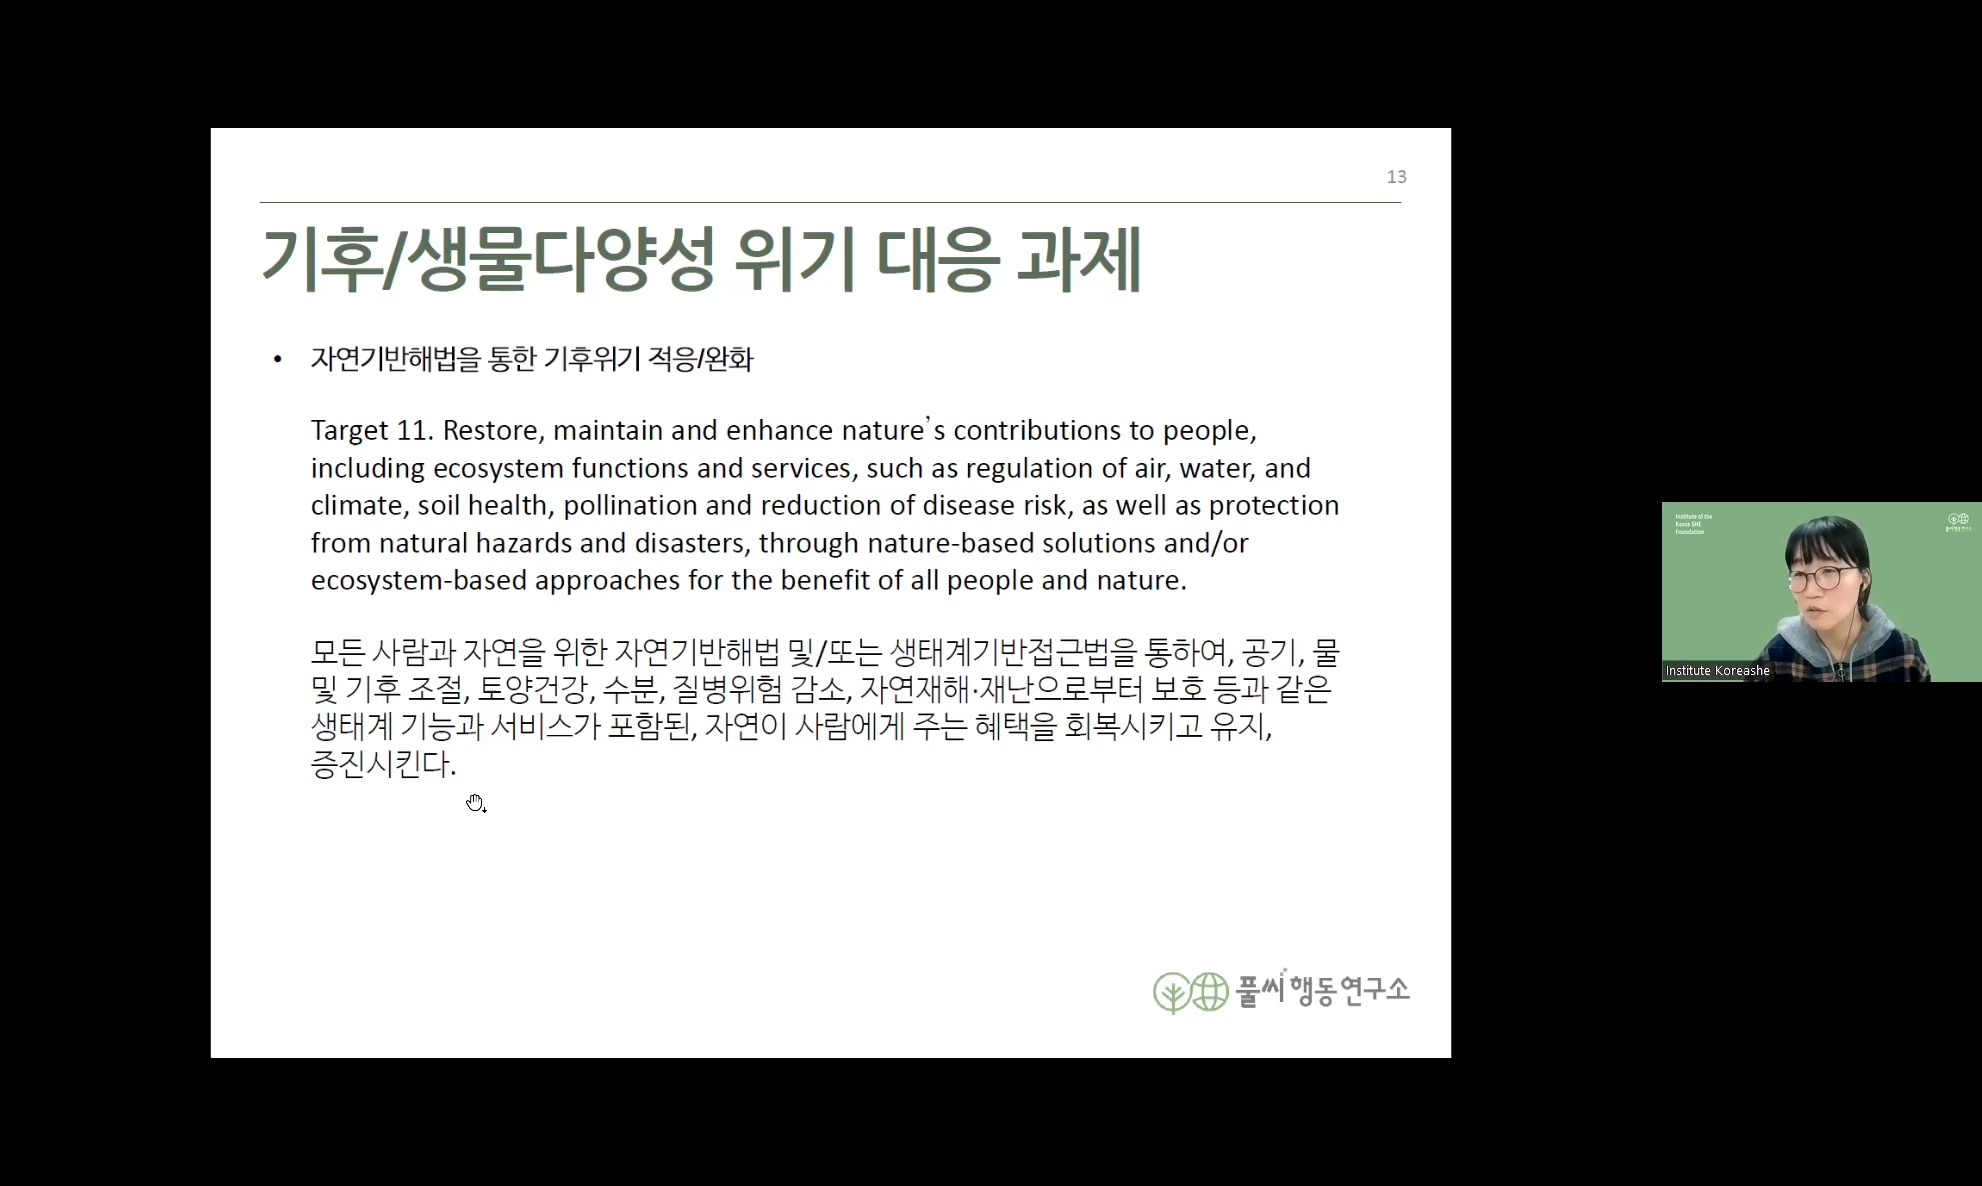 13
기후/생물다양성 위기 대응 과제
• 자연기반해법을 통한 기후위기 적응/완화
Target 11. Restore, maintain and enhance nature’s contributions to people,
including ecosystem functions and services, such as regulation of air, water, and
climate, soil health, pollination and reduction of disease risk, as well as protection
from natural hazards and disasters, through nature-based solutions and/or
ecosystem-based approaches for the benefit of all people and nature.
모든 사람과 자연을 위한 자연기반해법 및/또는 생태계기반접근법을 통하여, 공기, 물
및 기후 조절, 토양건강, 수분, 질병위험 감소, 자연재해·재난으로부터 보호 등과 같은
생태계 기능과 서비스가 포함된, 자연이 사람에게 주는 혜택을 회복시키고 유지,
증진시킨다.
풀씨행동연구소
Institute of the
Korea SHE
Foundation
풀씨행동연구소
Institute Koreashe